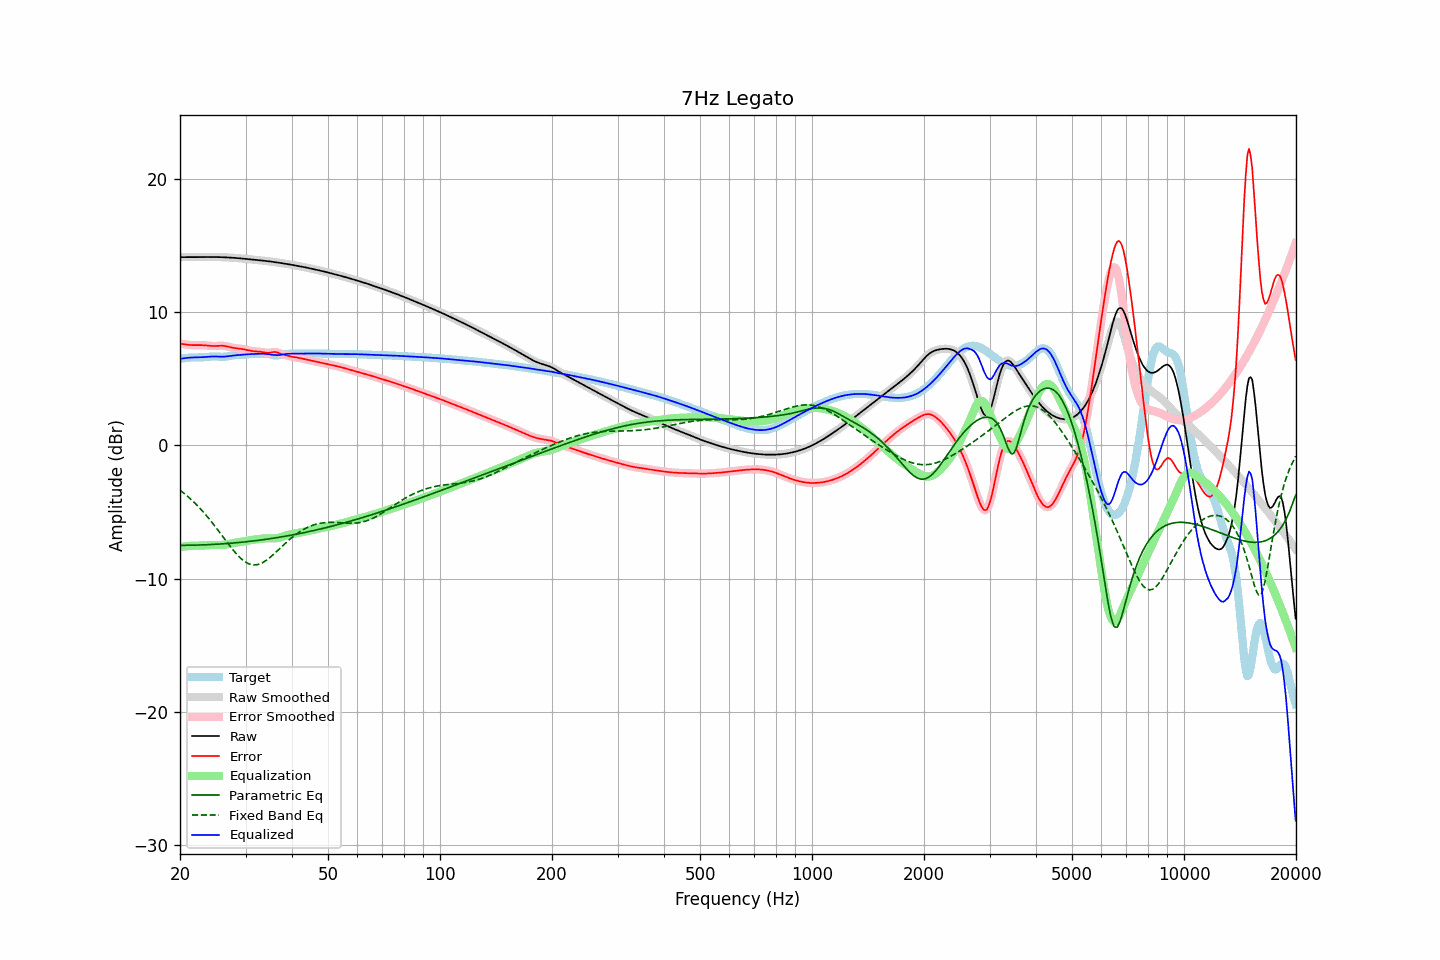 7Hz Legato
Amplitude (dBr)
20
10
0
−10
−20
−30
Target
Raw Smoothed
Error Smoothed
Raw
Error
Equalization
Parametric Eq
Fixed Band Eq
Equalized
20 50 100 200 500 1000 2000 5000 10000 20000
Frequency (Hz)